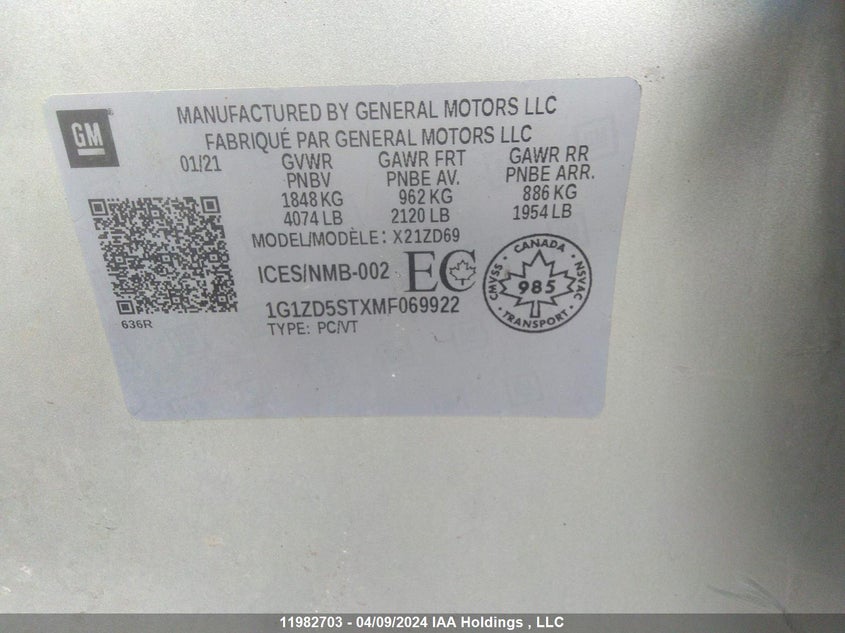 GM
MANUFACTURED BY GENERAL MOTORS LLC
FABRIQUÉ PAR GENERAL MOTORS LLC
01/21 GVWR GAWR FRT GAWR RR
PNBV PNBE AV. PNBE ARR.
1848 KG 962 KG 886 KG
4074 LB 2120 LB 1954 LB
MODEL/MODÈLE: X21ZD69
ICES/NMB-002 EC
CANADA
CMVSS 985 NSVAC
TRANSPORT
1G1ZD5STXMF069922
TYPE: PC/VT
636R
11982703 - 04/09/2024 IAA Holdings , LLC